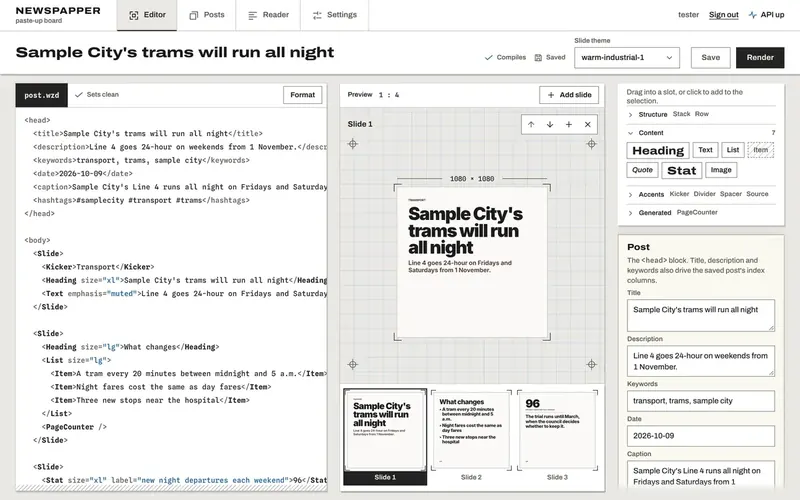 NEWSPAPPER
paste-up board
Editor
Posts
Reader
Settings
tester
Sign out
API up
Sample City's trams will run all night
Compiles
Saved
Slide theme
warm-industrial-1
Save
Render
post.wzd
Sets clean
Format
<head>
<title>Sample City's trams will run all night</title>
<description>Line 4 goes 24-hour on weekends from 1 November.</descr
<keywords>transport, trams, sample city</keywords>
<date>2026-10-09</date>
<caption>Sample City's Line 4 runs all night on Fridays and Saturday
<hashtags>#samplecity #transport #trams</hashtags>
</head>
<body>
<Slide>
<Kicker>Transport</Kicker>
<Heading size="xl">Sample City's trams will run all night</Heading
<Text emphasis="muted">Line 4 goes 24-hour on Fridays and Saturdays
</Slide>
<Slide>
<Heading size="lg">What changes</Heading>
<List size="lg">
<Item>A tram every 20 minutes between midnight and 5 a.m.</Item>
<Item>Night fares cost the same as day fares</Item>
<Item>Three new stops near the hospital</Item>
</List>
<PageCounter />
</Slide>
<Slide>
<Stat size="xl" label="new night departures each weekend">96</Stat
Preview 1 : 4
Add slide
Slide 1
1080 × 1080
TRANSPORT
Sample City's
trams will run
all night
Line 4 goes 24-hour on Fridays and
Saturdays from 1 November.
Sample City's
trams will run
all night
Slide 1
What changes
• A tram every 20 minutes
between midnight and 5
a.m.
• Night fares cost the same as
day fares
• Three new stops near the
hospital
Slide 2
96
The trial runs until March,
when the council decides
whether to keep it.
Slide 3
Drag into a slot, or click to add to the
selection.
Structure Stack Row
Content 7
Heading Text List Item
Quote Stat Image
Accents Kicker Divider Spacer Source
Generated PageCounter
Post
The <head> block. Title, description and
keywords also drive the saved post's index
columns.
Title
Sample City's trams will run all night
Description
Line 4 goes 24-hour on weekends from
1 November.
Keywords
transport, trams, sample city
Date
2026-10-09
Caption
Sample City's Line 4 runs all night on
Fridays and Saturdays from 1